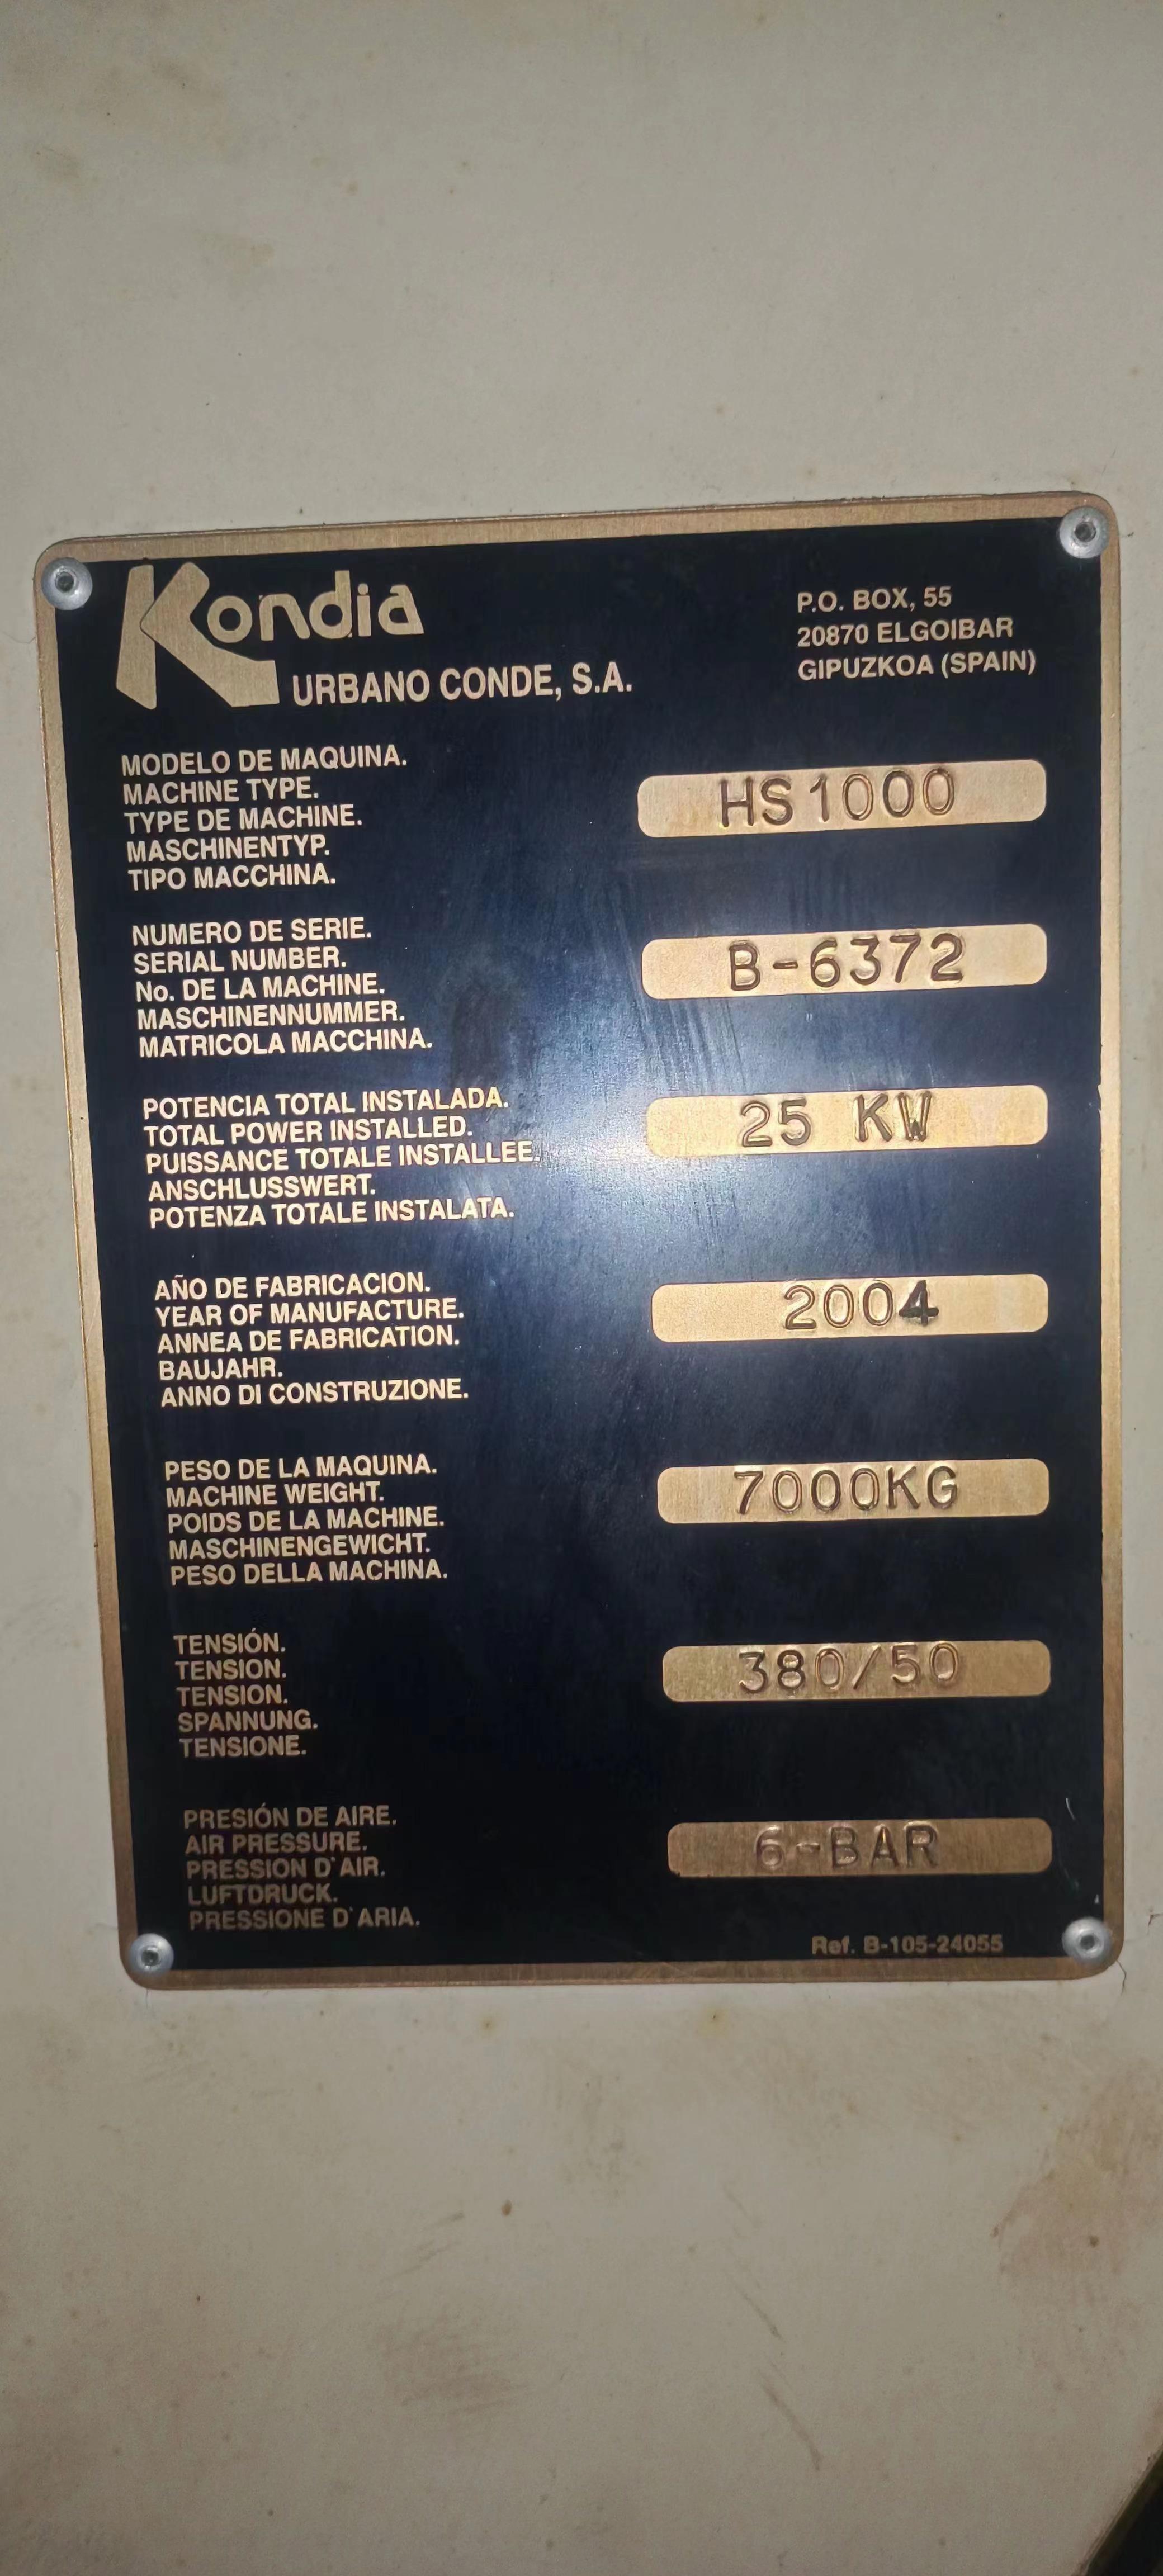 Kondia
URBANO CONDE, S.A.
P.O. BOX, 55
20870 ELGOIBAR
GIPUZKOA (SPAIN)
MODELO DE MAQUINA.
MACHINE TYPE.
TYPE DE MACHINE.
MASCHINENTYP.
TIPO MACCHINA.
HS1000
NUMERO DE SERIE.
SERIAL NUMBER.
No. DE LA MACHINE.
MASCHINENNUMMER.
MATRICOLA MACCHINA.
B-6372
POTENCIA TOTAL INSTALADA.
TOTAL POWER INSTALLED.
PUISSANCE TOTALE INSTALLEE.
ANSCHLUSSWERT.
POTENZA TOTALE INSTALATA.
25 KW
AÑO DE FABRICACION.
YEAR OF MANUFACTURE.
ANNEA DE FABRICATION.
BAUJAHR.
ANNO DI CONSTRUZIONE.
2004
PESO DE LA MAQUINA.
MACHINE WEIGHT.
POIDS DE LA MACHINE.
MASCHINENGEWICHT.
PESO DELLA MACHINA.
7000KG
TENSIÓN.
TENSION.
TENSION.
SPANNUNG.
TENSIONE.
380/50
PRESIÓN DE AIRE.
AIR PRESSURE.
PRESSION D'AIR.
LUFTDRUCK.
PRESSIONE D'ARIA.
6-BAR
Ref. B-105-24055